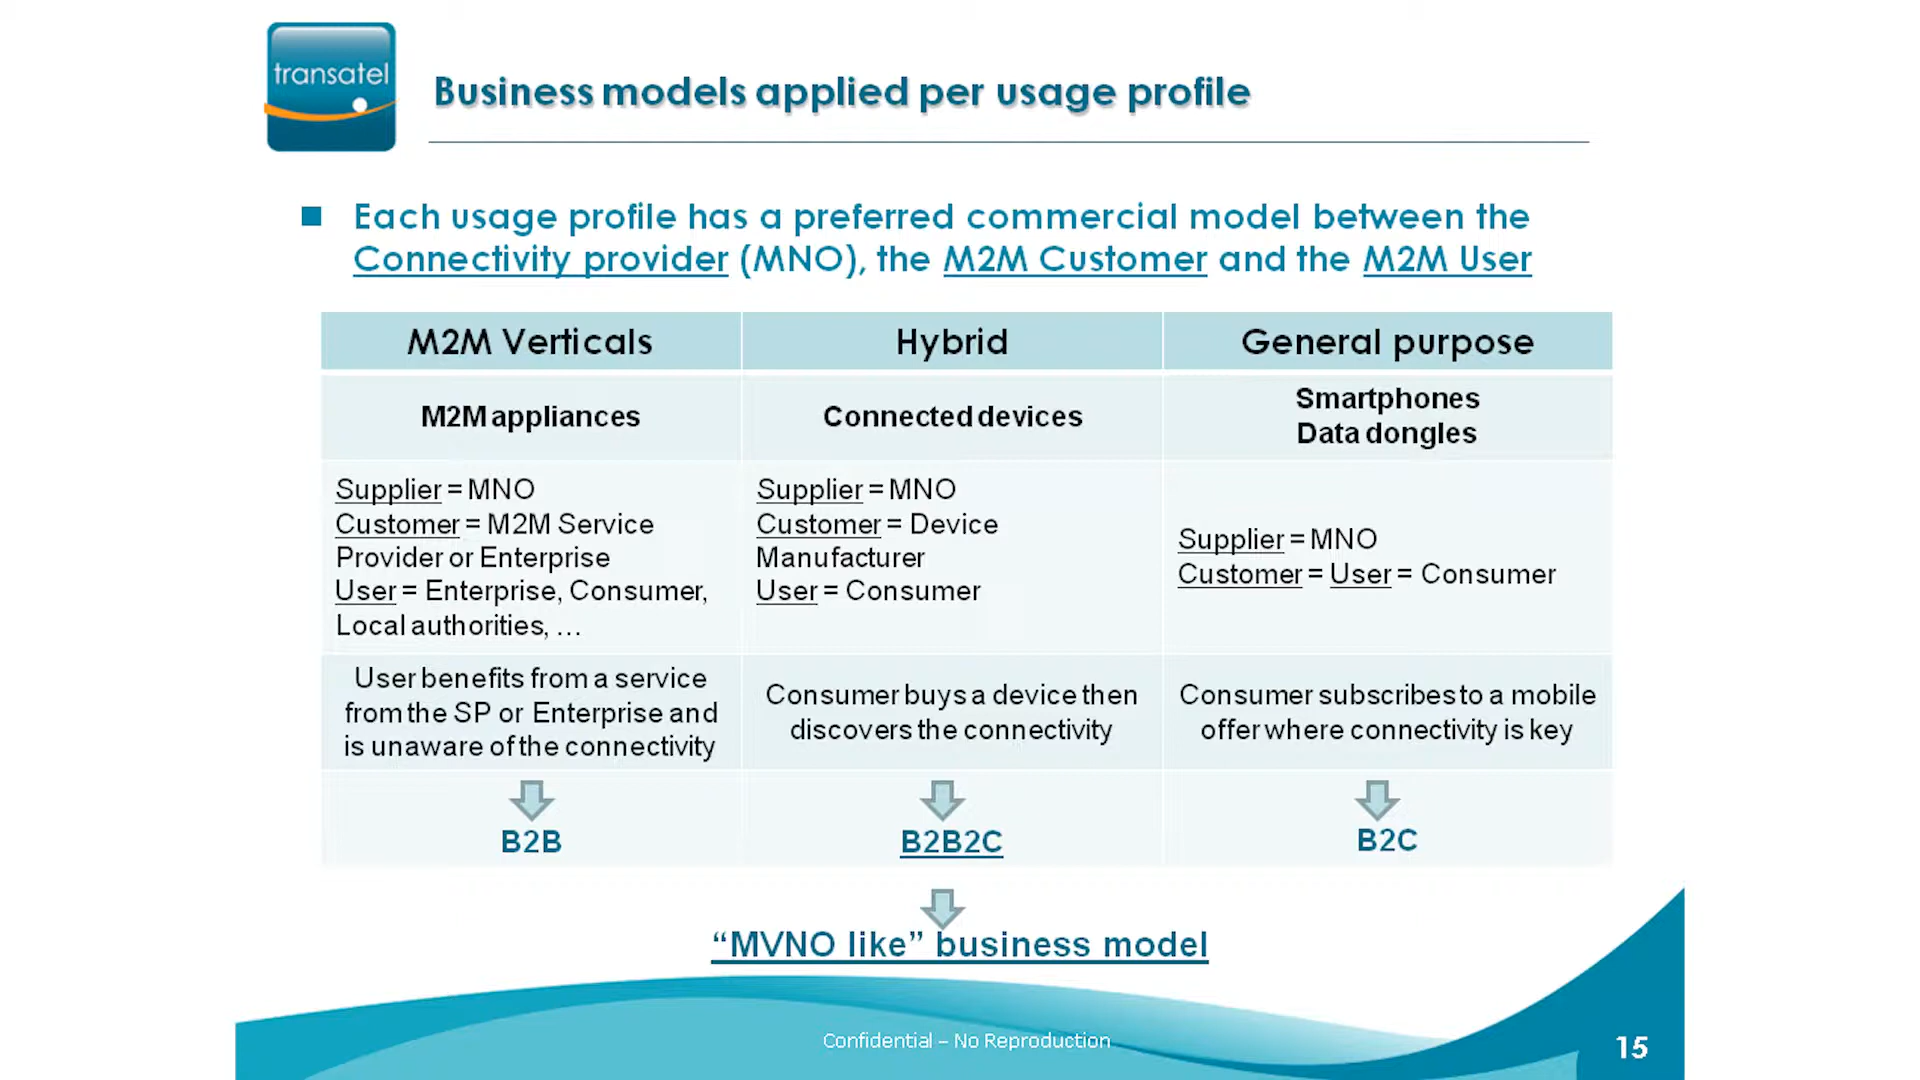 transatel
Business models applied per usage profile
Each usage profile has a preferred commercial model between the
Connectivity provider (MNO), the M2M Customer and the M2M User
M2M Verticals
Hybrid
General purpose
M2M appliances
Connected devices
Smartphones
Data dongles
Supplier = MNO
Customer = M2M Service
Provider or Enterprise
User = Enterprise, Consumer,
Local authorities, …
Supplier = MNO
Customer = Device
Manufacturer
User = Consumer
Supplier = MNO
Customer = User = Consumer
User benefits from a service
from the SP or Enterprise and
is unaware of the connectivity
Consumer buys a device then
discovers the connectivity
Consumer subscribes to a mobile
offer where connectivity is key
B2B
B2B2C
B2C
“MVNO like” business model
Confidential – No Reproduction
15